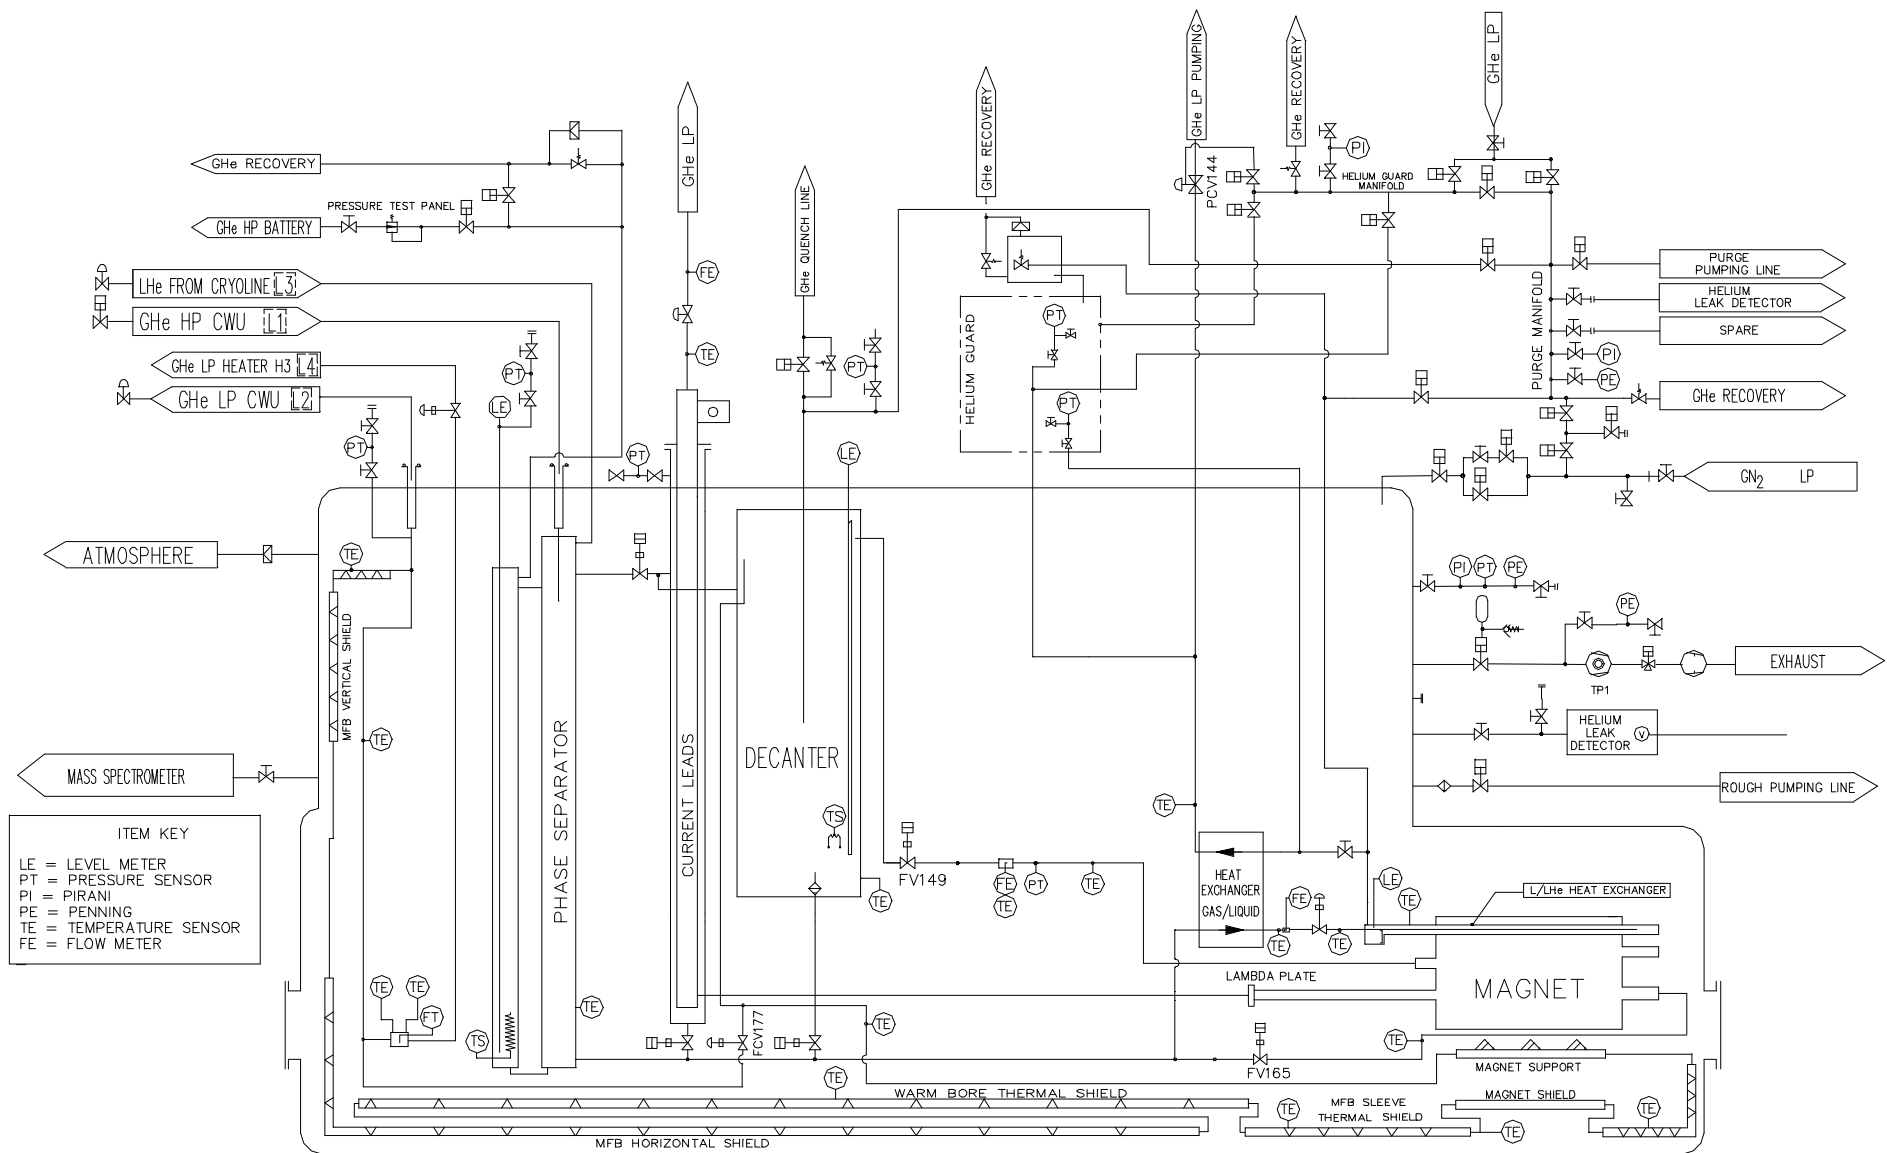 GHe LP PUMPING
GHe RECOVERY
GHe LP
GHe RECOVERY
GHe LP
PI
GHe RECOVERY
PCV144
HELIUM GUARD
MANIFOLD
GHe QUENCH LINE
PRESSURE TEST PANEL
GHe HP BATTERY
LHe FROM CRYOLINE L3
FE
PURGE
PUMPING LINE
GHe HP CWU L1
HELIUM
LEAK DETECTOR
PT
SPARE
PURGE MANIFOLD
GHe LP HEATER H3 L4
PT
TE
PT
PI
HELIUM GUARD
PE
GHe LP CWU L2
LE
PT
GHe RECOVERY
PT
PT
LE
GN2 LP
ATMOSPHERE
TE
PI
PT
PE
PE
MFB VERTICAL SHIELD
EXHAUST
TP1
TE
HELIUM
LEAK
DETECTOR
V
PHASE SEPARATOR
CURRENT LEADS
DECANTER
MASS SPECTROMETER
ROUGH PUMPING LINE
TE
TS
ITEM KEY
LE = LEVEL METER
PT = PRESSURE SENSOR
PI = PIRANI
PE = PENNING
TE = TEMPERATURE SENSOR
FE = FLOW METER
FV149
FE
PT
TE
TE
TE
HEAT
EXCHANGER
GAS/LIQUID
LE
L/LHe HEAT EXCHANGER
FE
TE
TE
TE
LAMBDA PLATE
MAGNET
TE
TE
FT
TE
TS
FCV177
TE
TE
FV165
MAGNET SUPPORT
TE
WARM BORE THERMAL SHIELD
MFB SLEEVE
THERMAL SHIELD
MAGNET SHIELD
TE
TE
TE
MFB HORIZONTAL SHIELD